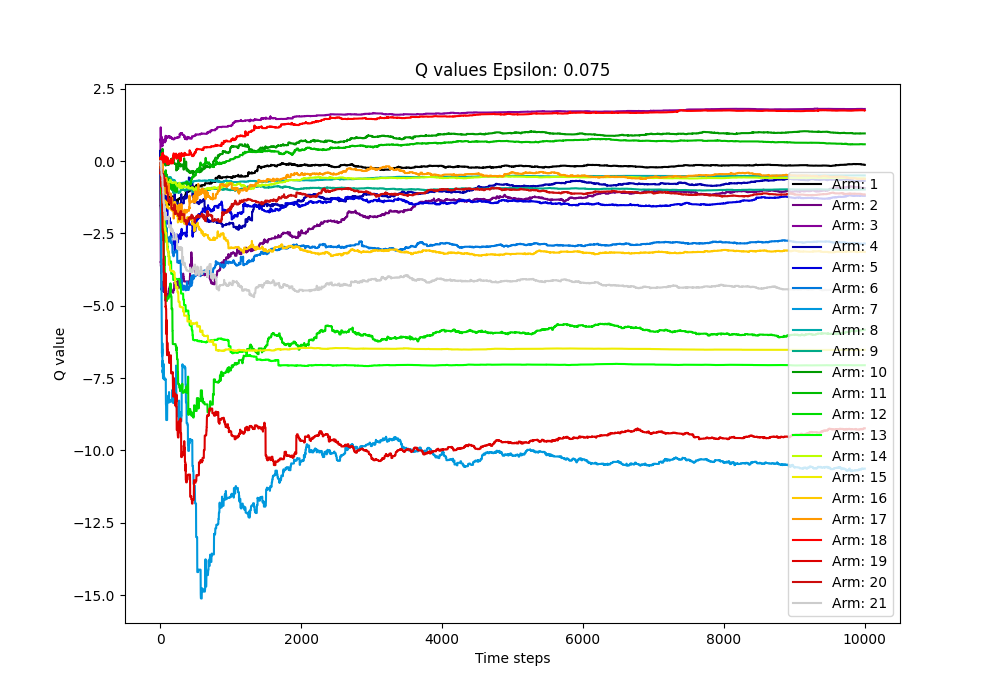 Q values Epsilon: 0.075
2.5
0.0
−2.5
−5.0
−7.5
−10.0
−12.5
−15.0
Q value
0
2000
4000
6000
8000
10000
Time steps
Arm: 1
Arm: 2
Arm: 3
Arm: 4
Arm: 5
Arm: 6
Arm: 7
Arm: 8
Arm: 9
Arm: 10
Arm: 11
Arm: 12
Arm: 13
Arm: 14
Arm: 15
Arm: 16
Arm: 17
Arm: 18
Arm: 19
Arm: 20
Arm: 21